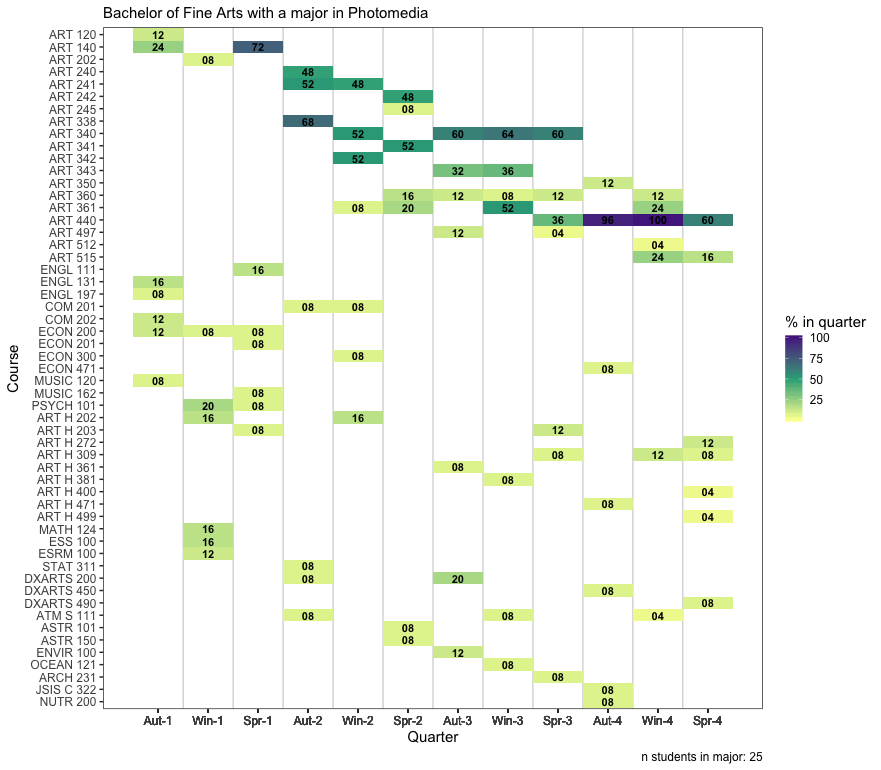 Bachelor of Fine Arts with a major in Photomedia
ART 120 12
ART 140 24 72
ART 202 08
ART 240 48
ART 241 52 48
ART 242 48
ART 245 08
ART 338 68
ART 340 52 60 64 60
ART 341 52
ART 342 52
ART 343 32 36
ART 350 12
ART 360 16 12 08 12 12
ART 361 08 20 52 24
ART 440 36 96 100 60
ART 497 12 04
ART 512 04
ART 515 24 16
ENGL 111 16
ENGL 131 16
ENGL 197 08
COM 201 08 08
COM 202 12
ECON 200 12 08 08
ECON 201 08
ECON 300 08
ECON 471 08
MUSIC 120 08
MUSIC 162 08
PSYCH 101 20 08
ART H 202 16 16
ART H 203 08 12
ART H 272 12
ART H 309 08 12 08
ART H 361 08
ART H 381 08
ART H 400 04
ART H 471 08
ART H 499 04
MATH 124 16
ESS 100 16
ESRM 100 12
STAT 311 08
DXARTS 200 08 20
DXARTS 450 08
DXARTS 490 08
ATM S 111 08 08 04
ASTR 101 08
ASTR 150 08
ENVIR 100 12
OCEAN 121 08
ARCH 231 08
JSIS C 322 08
NUTR 200 08
Course
Aut-1 Win-1 Spr-1 Aut-2 Win-2 Spr-2 Aut-3 Win-3 Spr-3 Aut-4 Win-4 Spr-4
Quarter
% in quarter
100
75
50
25
n students in major: 25